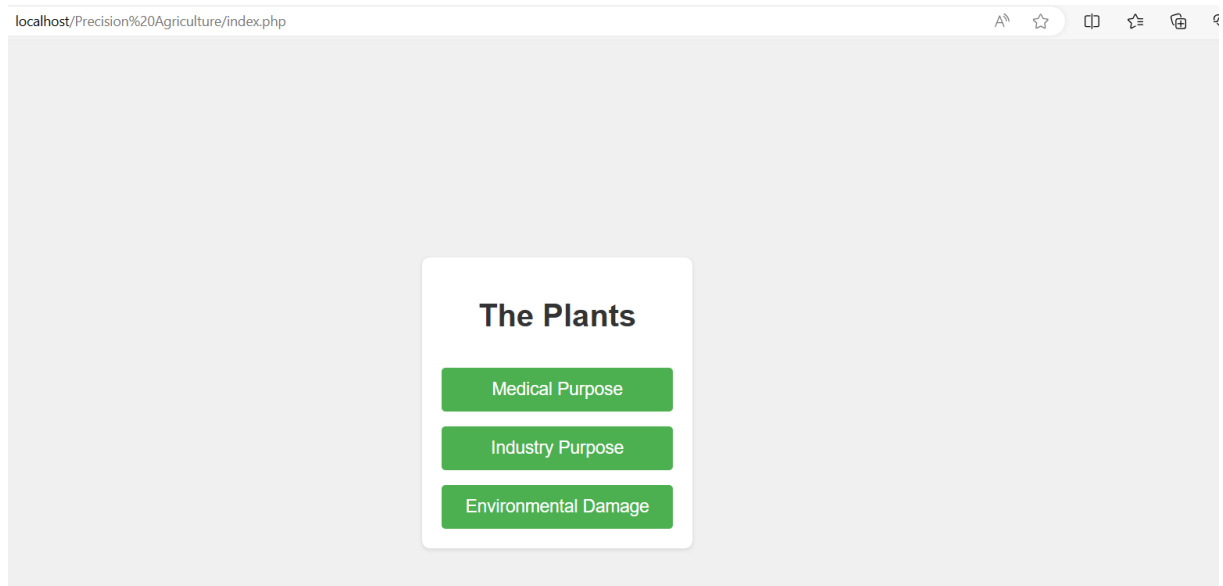 localhost/Precision%20Agriculture/index.php
The Plants
Medical Purpose
Industry Purpose
Environmental Damage